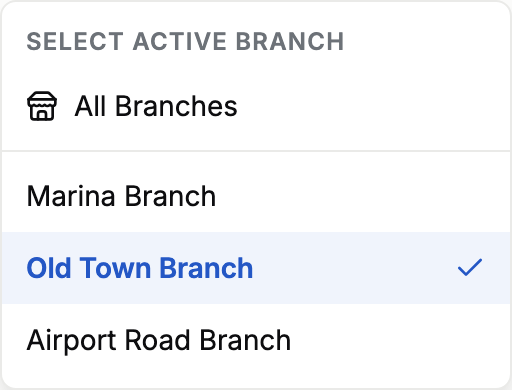 SELECT ACTIVE BRANCH
All Branches
Marina Branch
Old Town Branch
Airport Road Branch